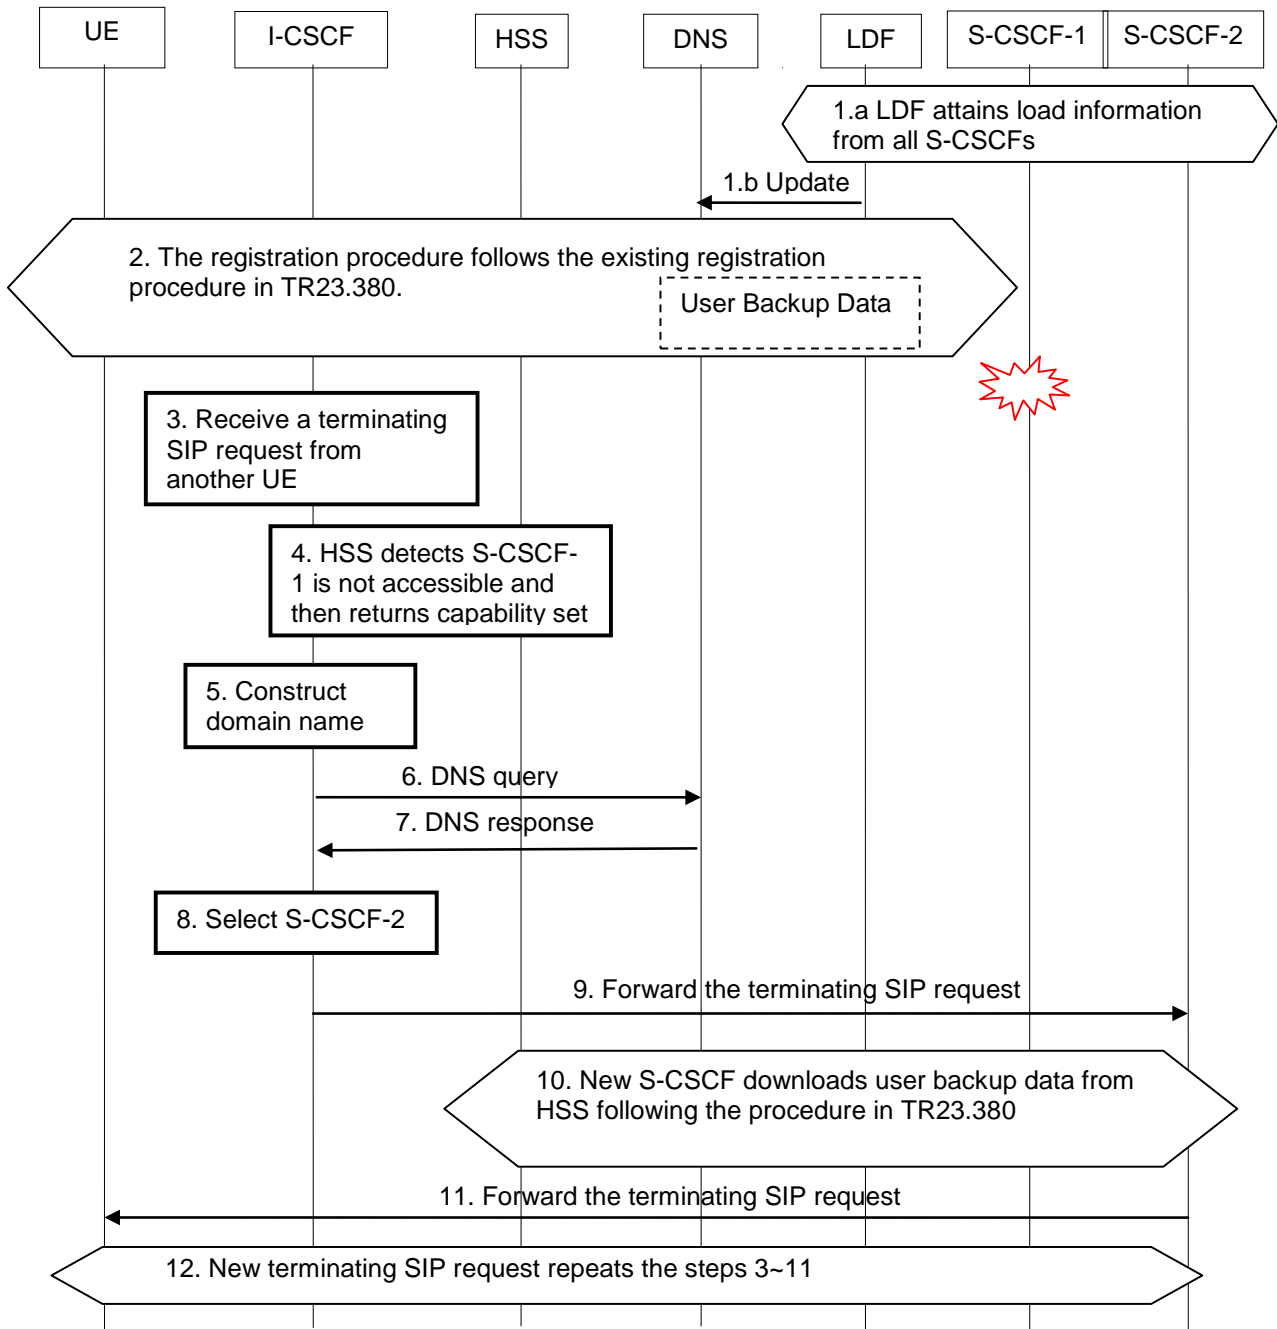 UE
I-CSCF
HSS
DNS
LDF
S-CSCF-1
S-CSCF-2
1.a LDF attains load information
from all S-CSCFs
1.b Update
2. The registration procedure follows the existing registration
procedure in TR23.380.
User Backup Data
3. Receive a terminating
SIP request from
another UE
4. HSS detects S-CSCF-
1 is not accessible and
then returns capability set
5. Construct
domain name
6. DNS query
7. DNS response
8. Select S-CSCF-2
9. Forward the terminating SIP request
10. New S-CSCF downloads user backup data from
HSS following the procedure in TR23.380
11. Forward the terminating SIP request
12. New terminating SIP request repeats the steps 3~11